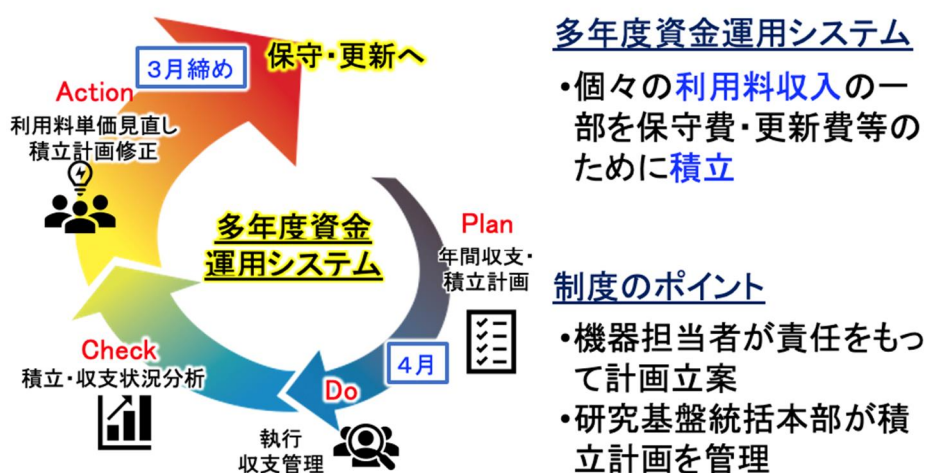 3月締め
保守・更新へ
Action
利用料単価見直し
積立計画修正
多年度資金
運用システム
Plan
年間収支・
積立計画
4月
Do
執行
収支管理
Check
積立・収支状況分析
多年度資金運用システム
•個々の利用料収入の一
部を保守費・更新費等の
ために積立
制度のポイント
•機器担当者が責任をもっ
て計画立案
•研究基盤統括本部が積
立計画を管理